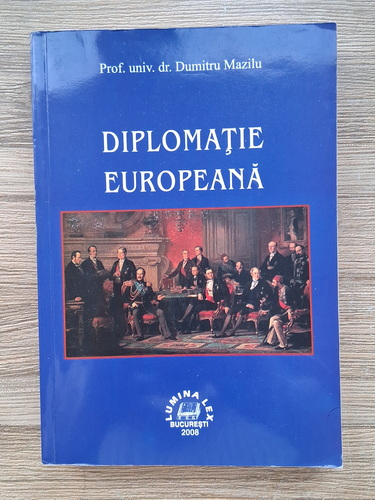 Prof. univ. dr. Dumitru Mazilu
DIPLOMAŢIE
EUROPEANĂ
LUMINA LEX
BUCUREŞTI
2008